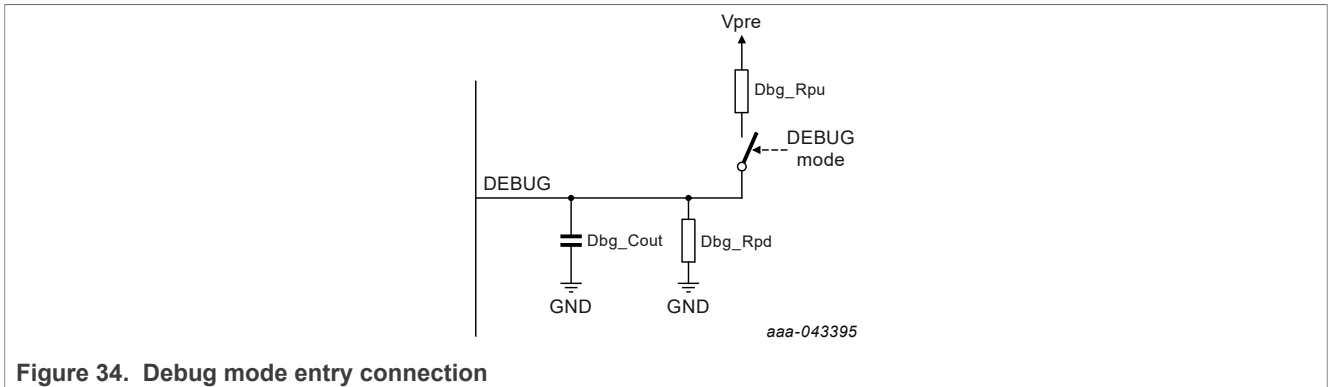 Vpre
Dbg_Rpu
DEBUG
mode
DEBUG
Dbg_Cout
Dbg_Rpd
GND
GND
aaa-043395
Figure 34. Debug mode entry connection